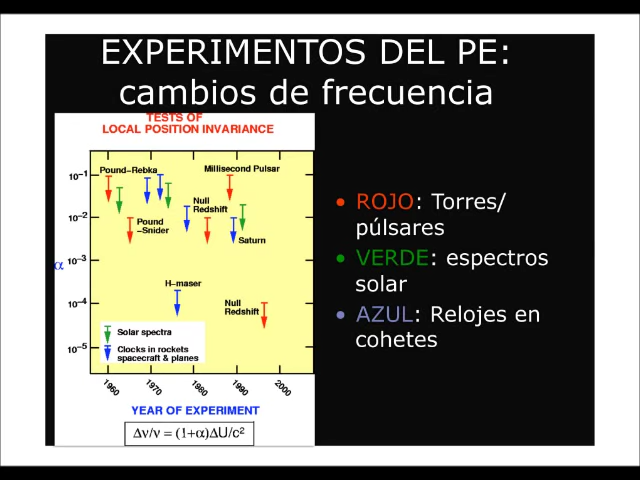 EXPERIMENTOS DEL PE:
cambios de frecuencia
TESTS OF
LOCAL POSITION INVARIANCE
Pound-Rebka
Millisecond Pulsar
10-1
Null
Redshift
10-2
Pound
-Snider
Saturn
α
10-3
H-maser
10-4
Null
Redshift
Solar spectra
10-5
Clocks in rockets
spacecraft & planes
1960 1970 1980 1990 2000
YEAR OF EXPERIMENT
Δν/ν = (1+α)ΔU/c²
• ROJO: Torres/
púlsares
• VERDE: espectros
solar
• AZUL: Relojes en
cohetes